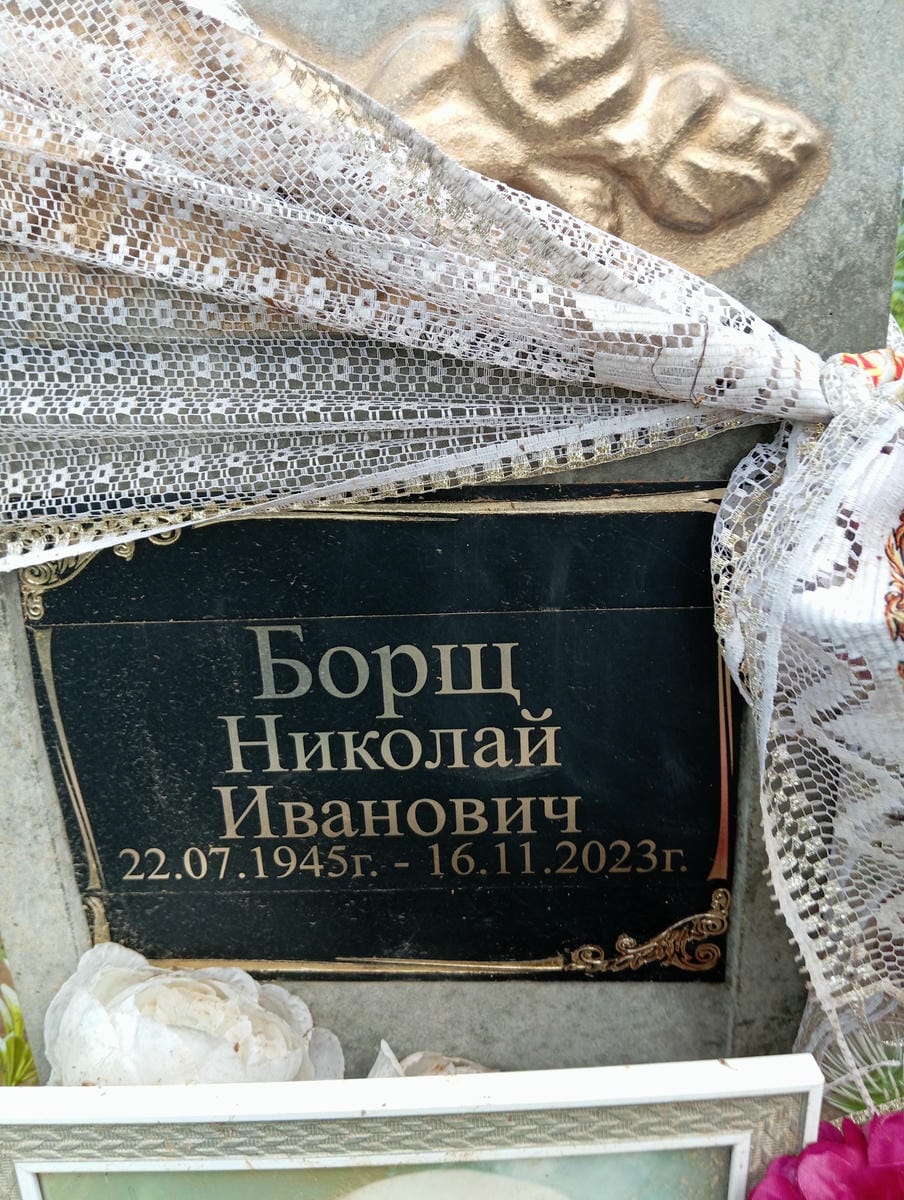 Борщ
Николай
Иванович
22.07.1945г. - 16.11.2023г.